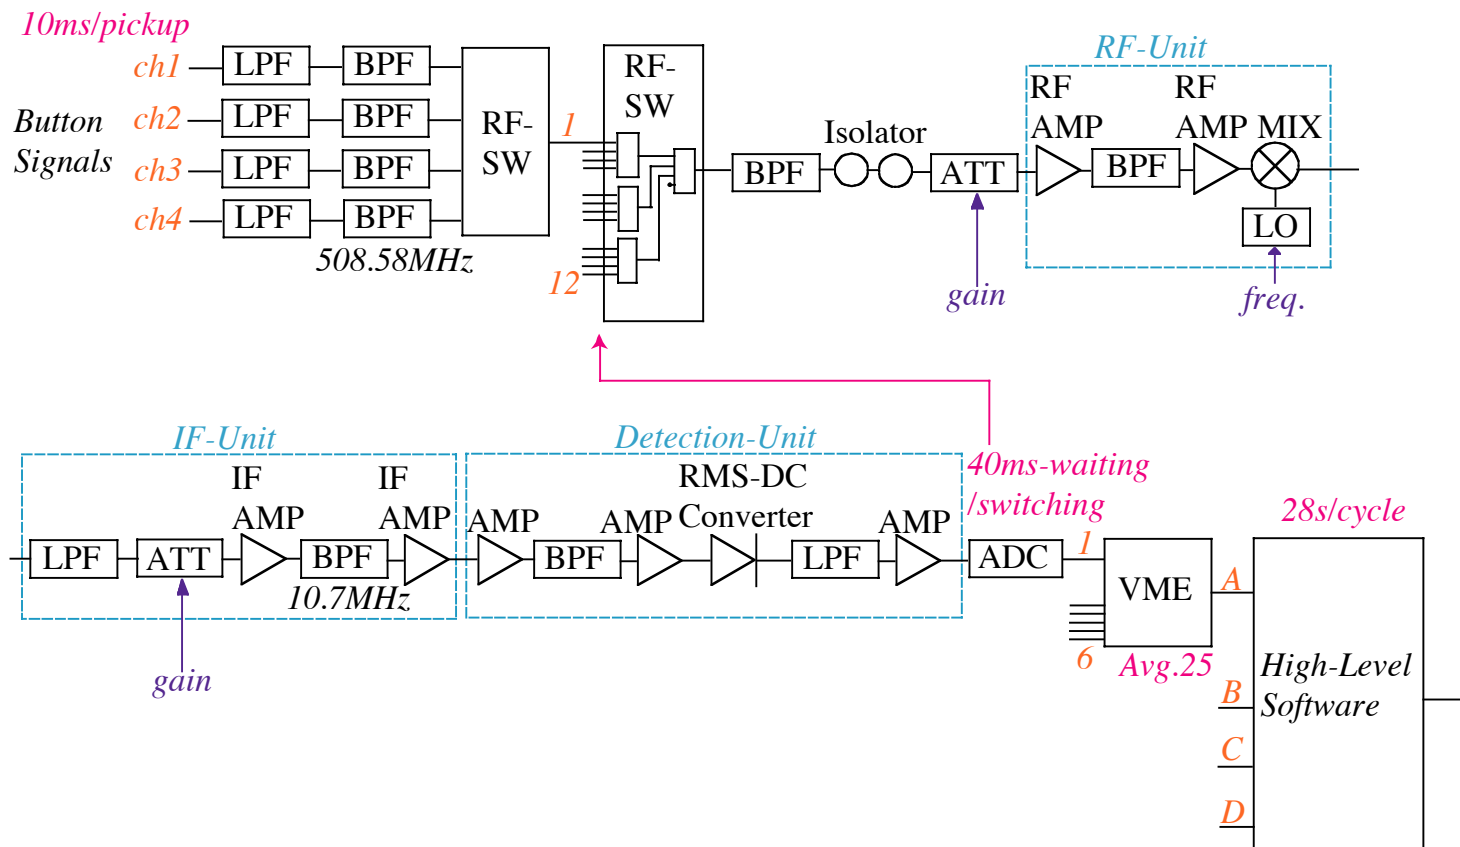 10ms/pickup
ch1
LPF
BPF
ch2
LPF
BPF
ch3
LPF
BPF
ch4
LPF
BPF
Button
Signals
508.58MHz
RF-
SW
1
12
RF-
SW
BPF
Isolator
ATT
gain
RF-Unit
RF
AMP
BPF
RF
AMP
MIX
LO
freq.
IF-Unit
LPF
ATT
gain
IF
AMP
BPF
10.7MHz
IF
AMP
Detection-Unit
AMP
BPF
AMP
RMS-DC
Converter
LPF
AMP
40ms-waiting
/switching
ADC
1
6
VME
Avg.25
28s/cycle
A
B
C
D
High-Level
Software